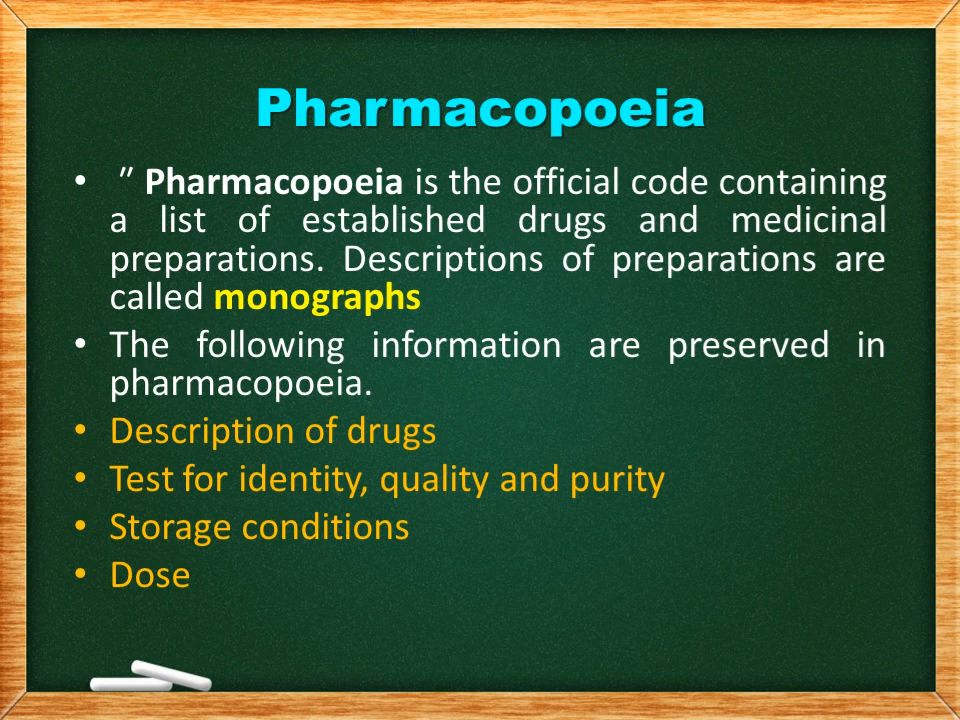 Pharmacopoeia
• " Pharmacopoeia is the official code containing
a list of established drugs and medicinal
preparations. Descriptions of preparations are
called monographs
• The following information are preserved in
pharmacopoeia.
• Description of drugs
• Test for identity, quality and purity
• Storage conditions
• Dose